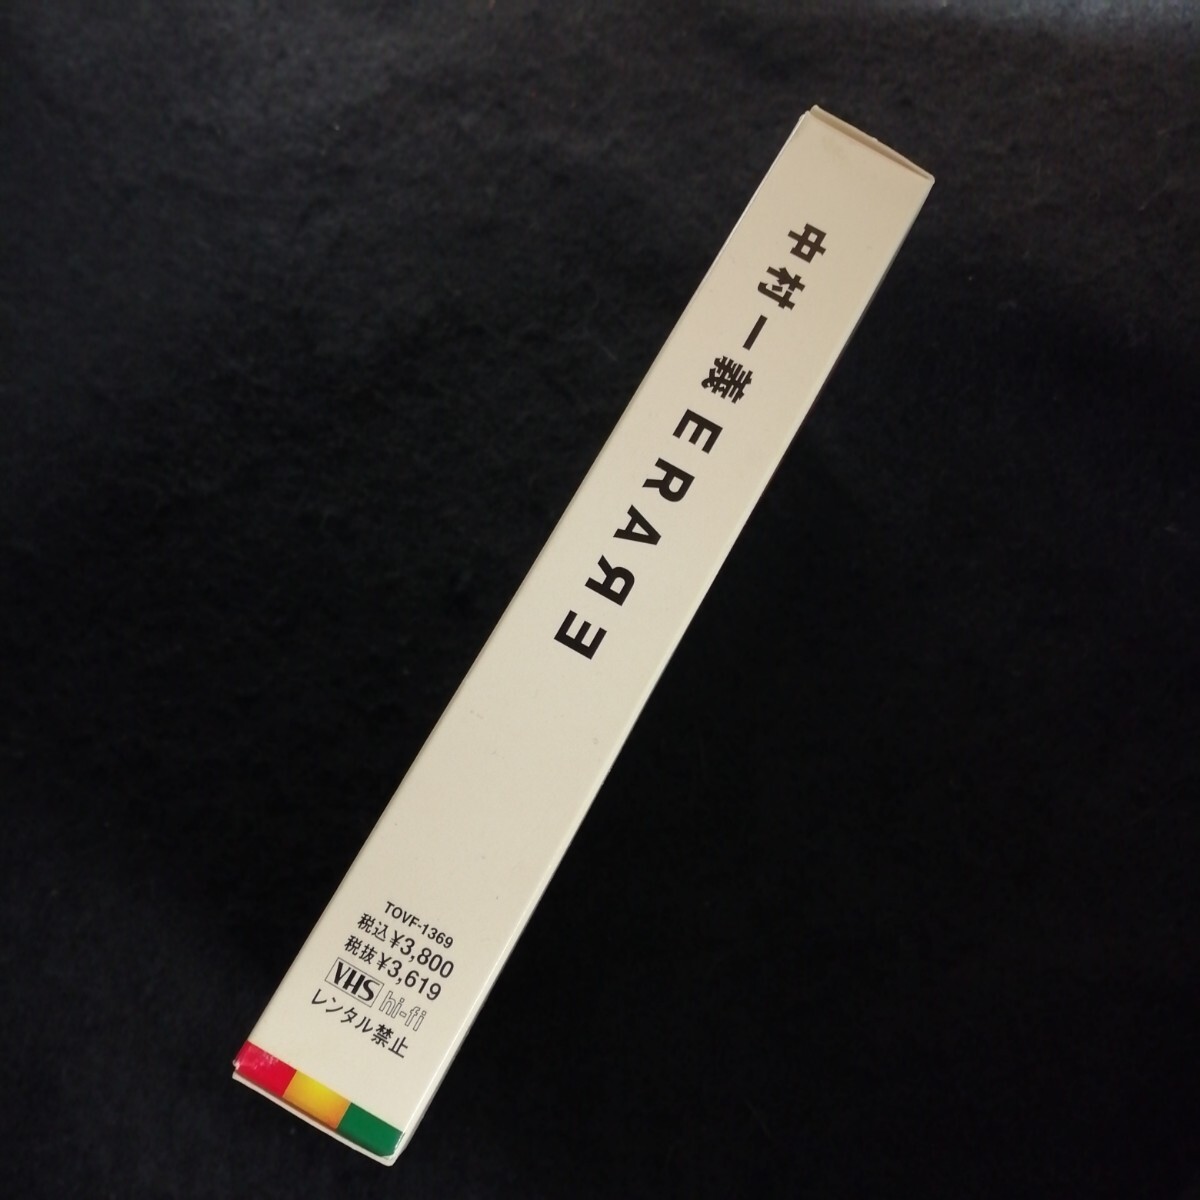 中村一義 ERAЯƎ
TOVF-1369
税込¥3,800
税抜¥3,619
VHS hi-fi
レンタル禁止